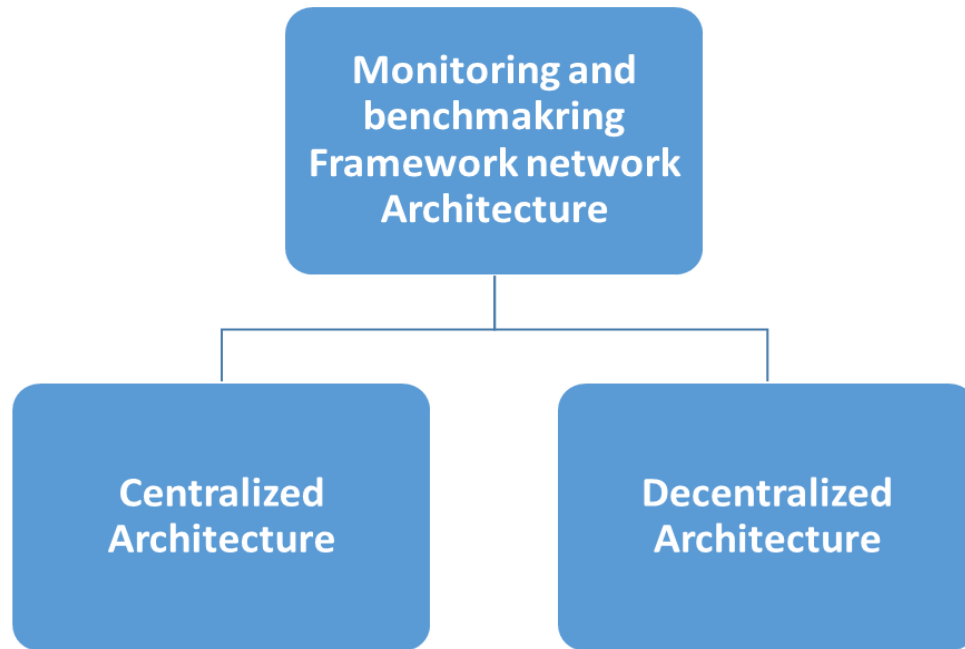 Monitoring and
benchmakring
Framework network
Architecture
Centralized
Architecture
Decentralized
Architecture